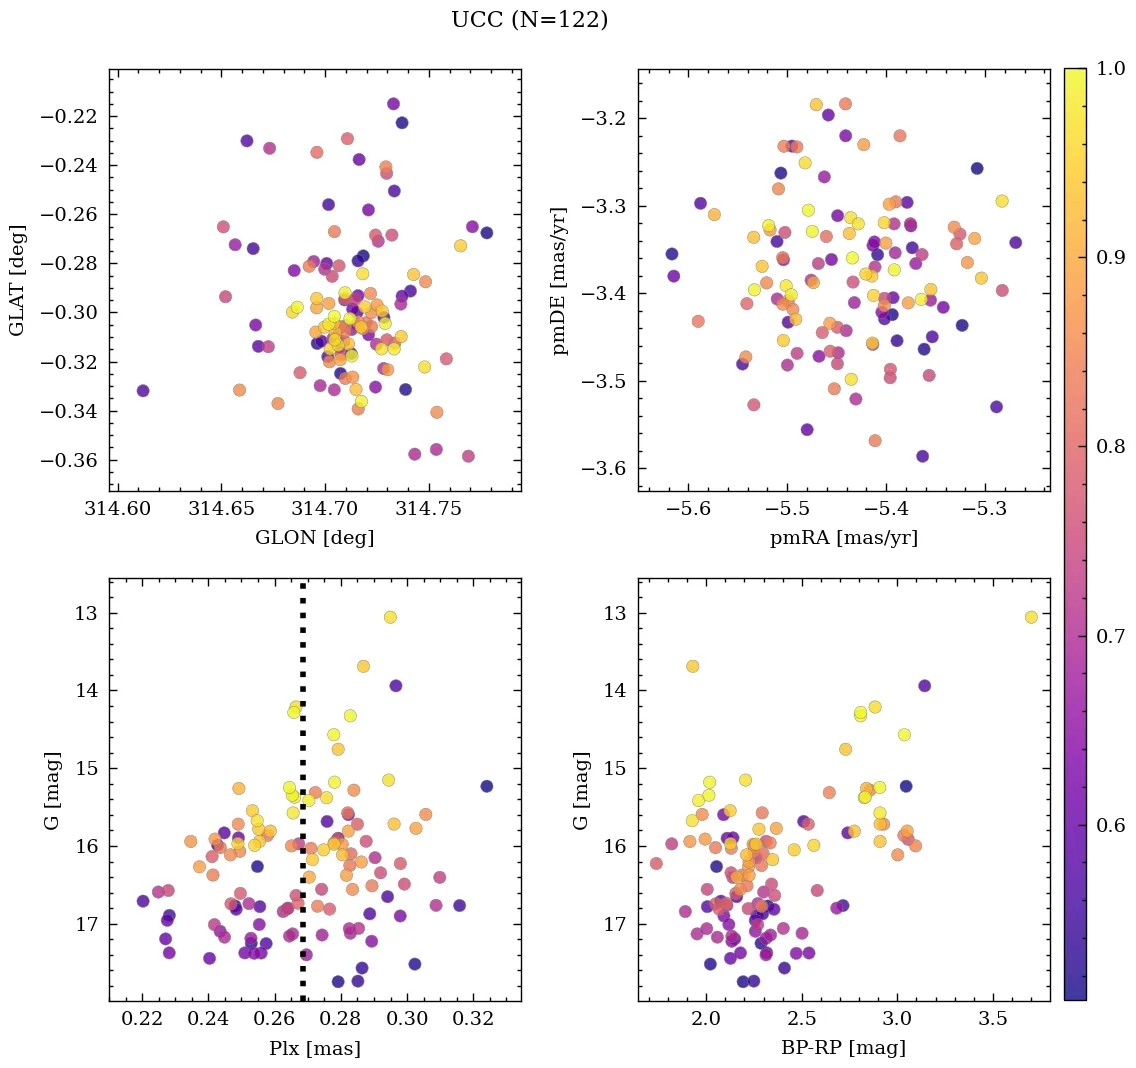 UCC (N=122)
−0.22
−0.24
−0.26
−0.28
−0.30
−0.32
−0.34
−0.36
GLAT [deg]
314.60 314.65 314.70 314.75
GLON [deg]
−3.2
−3.3
−3.4
−3.5
−3.6
pmDE [mas/yr]
−5.6 −5.5 −5.4 −5.3
pmRA [mas/yr]
1.0
0.9
0.8
0.7
0.6
13
14
15
16
17
G [mag]
0.22 0.24 0.26 0.28 0.30 0.32
Plx [mas]
13
14
15
16
17
G [mag]
2.0 2.5 3.0 3.5
BP-RP [mag]